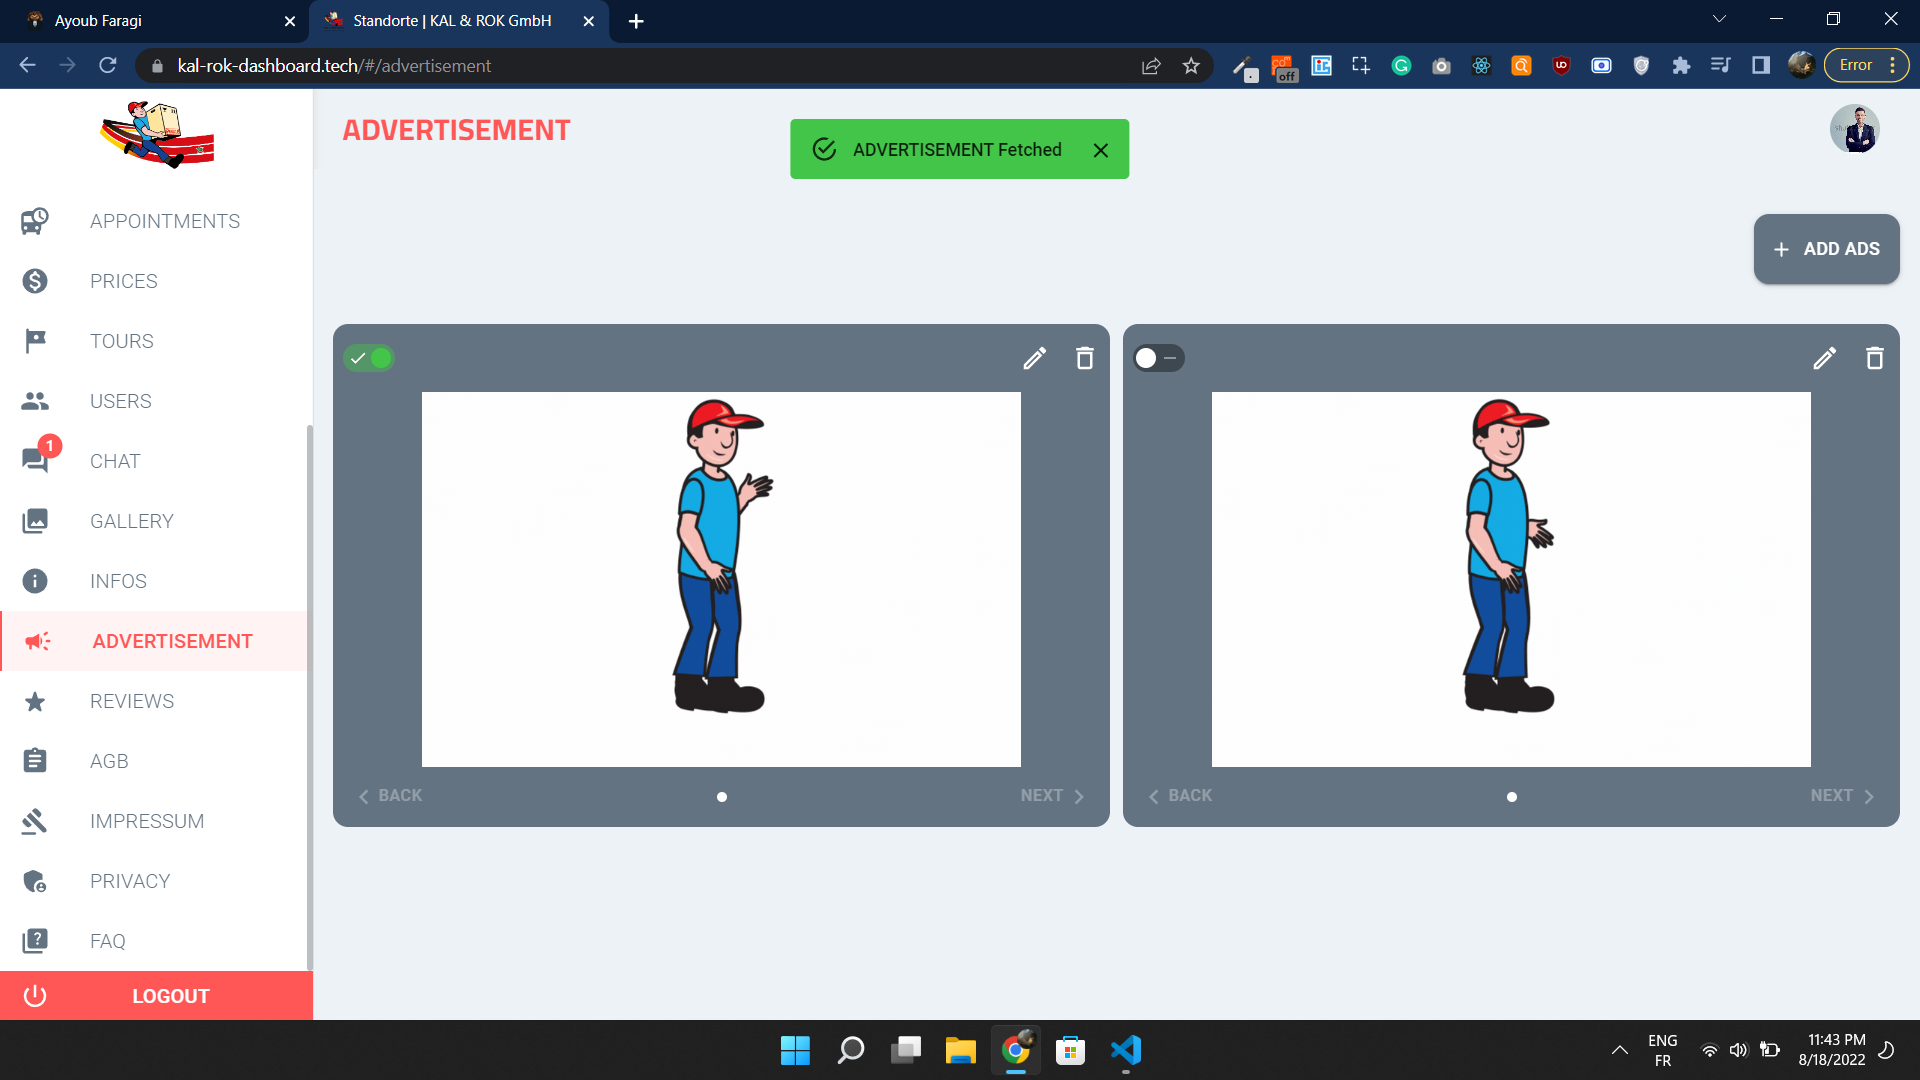 Ayoub Faragi
Standorte | KAL & ROK GmbH
kal-rok-dashboard.tech/#/advertisement
off
Error
ADVERTISEMENT
ADVERTISEMENT Fetched
ADD ADS
APPOINTMENTS
PRICES
TOURS
USERS
1
CHAT
GALLERY
INFOS
ADVERTISEMENT
REVIEWS
AGB
IMPRESSUM
PRIVACY
FAQ
LOGOUT
BACK
NEXT
BACK
NEXT
ENG
FR
11:43 PM
8/18/2022